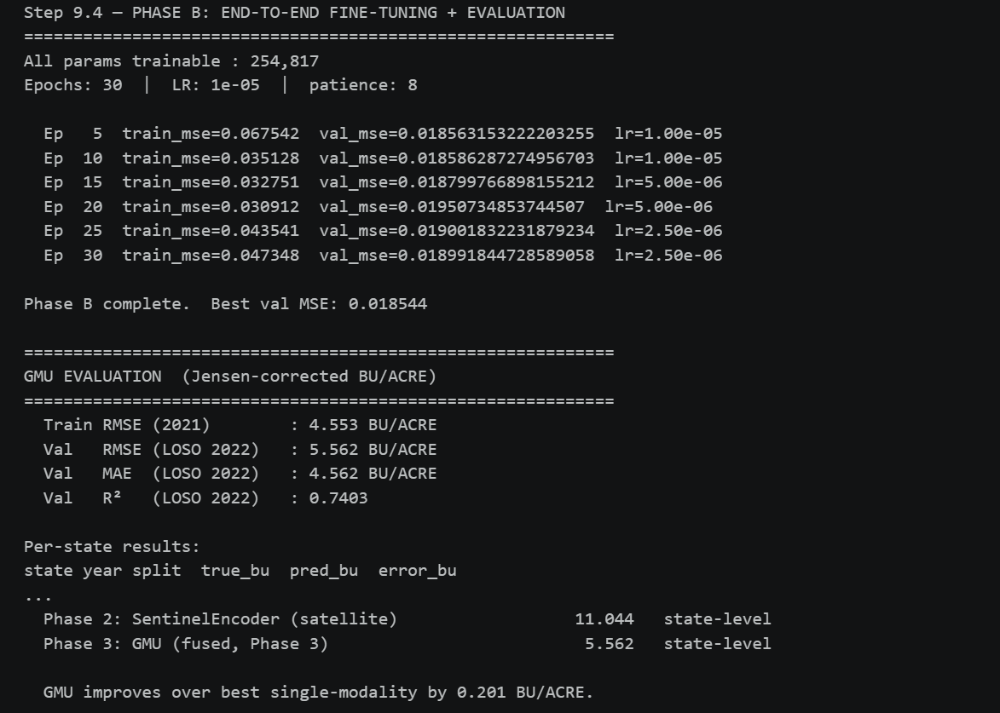 Step 9.4 — PHASE B: END-TO-END FINE-TUNING + EVALUATION
============================================================
All params trainable : 254,817
Epochs: 30  |  LR: 1e-05  |  patience: 8
  Ep   5  train_mse=0.067542  val_mse=0.018563153222203255  lr=1.00e-05
  Ep  10  train_mse=0.035128  val_mse=0.018586287274956703  lr=1.00e-05
  Ep  15  train_mse=0.032751  val_mse=0.018799766898155212  lr=5.00e-06
  Ep  20  train_mse=0.030912  val_mse=0.01950734853744507  lr=5.00e-06
  Ep  25  train_mse=0.043541  val_mse=0.019001832231879234  lr=2.50e-06
  Ep  30  train_mse=0.047348  val_mse=0.018991844728589058  lr=2.50e-06
Phase B complete.  Best val MSE: 0.018544
============================================================
GMU EVALUATION  (Jensen-corrected BU/ACRE)
============================================================
  Train RMSE (2021)        : 4.553 BU/ACRE
  Val   RMSE (LOSO 2022)   : 5.562 BU/ACRE
  Val   MAE  (LOSO 2022)   : 4.562 BU/ACRE
  Val   R²   (LOSO 2022)   : 0.7403
Per-state results:
state year split  true_bu  pred_bu  error_bu
...
  Phase 2: SentinelEncoder (satellite)                  11.044   state-level
  Phase 3: GMU (fused, Phase 3)                          5.562   state-level
  GMU improves over best single-modality by 0.201 BU/ACRE.